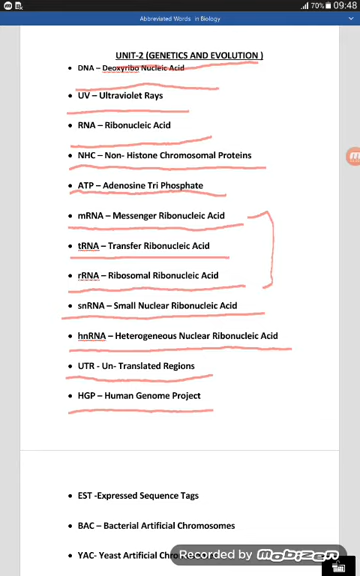 70% 09:48
Abbreviated Words in Biology
UNIT-2 (GENETICS AND EVOLUTION )
• DNA – Deoxyribo Nucleic Acid
• UV – Ultraviolet Rays
• RNA – Ribonucleic Acid
• NHC – Non- Histone Chromosomal Proteins
• ATP – Adenosine Tri Phosphate
• mRNA – Messenger Ribonucleic Acid
• tRNA – Transfer Ribonucleic Acid
• rRNA – Ribosomal Ribonucleic Acid
• snRNA – Small Nuclear Ribonucleic Acid
• hnRNA – Heterogeneous Nuclear Ribonucleic Acid
• UTR – Un- Translated Regions
• HGP – Human Genome Project
• EST -Expressed Sequence Tags
• BAC – Bacterial Artificial Chromosomes
• YAC- Yeast Artificial Chromosomes
Recorded by Mobizen